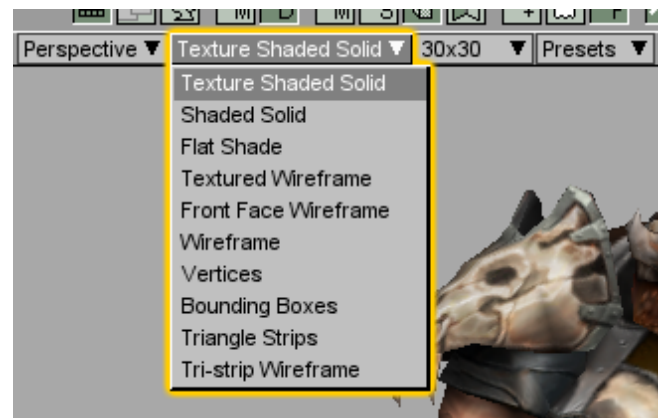 M D M S + F
Perspective ▼ Texture Shaded Solid ▼ 30x30 ▼ Presets ▼
Texture Shaded Solid
Shaded Solid
Flat Shade
Textured Wireframe
Front Face Wireframe
Wireframe
Vertices
Bounding Boxes
Triangle Strips
Tri-strip Wireframe